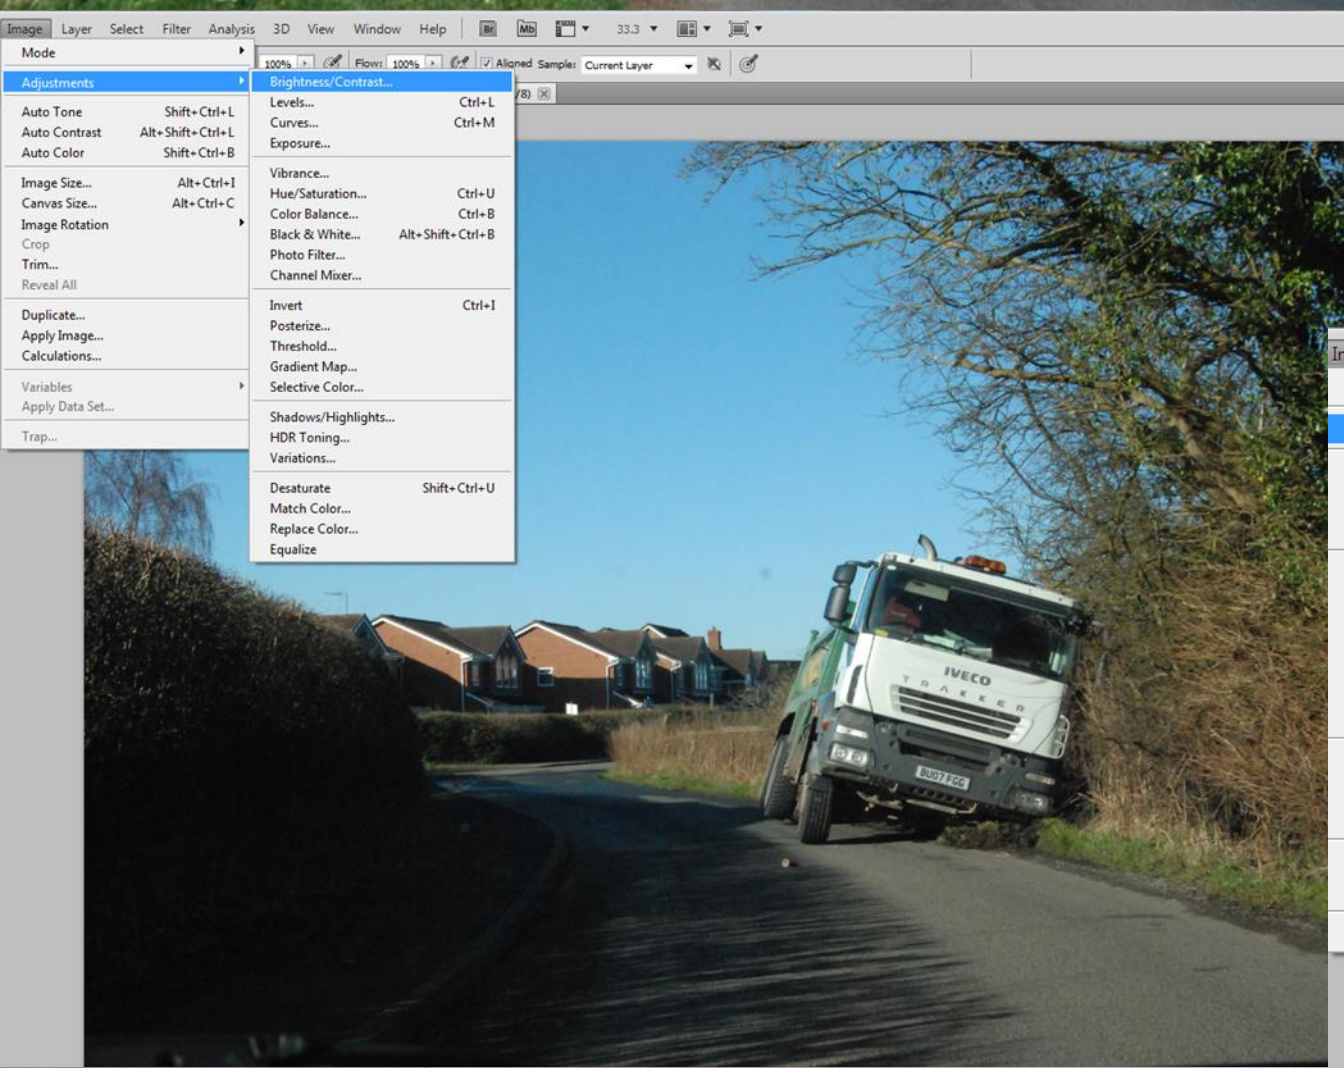 Image Layer Select Filter Analysis 3D View Window Help Br Mb 33.3
Mode
100% Flow: 100% Aligned Sample: Current Layer
Adjustments
/8)
Auto Tone Shift+Ctrl+L
Auto Contrast Alt+Shift+Ctrl+L
Auto Color Shift+Ctrl+B
Image Size... Alt+Ctrl+I
Canvas Size... Alt+Ctrl+C
Image Rotation
Crop
Trim...
Reveal All
Duplicate...
Apply Image...
Calculations...
Variables
Apply Data Set...
Trap...
Brightness/Contrast...
Levels... Ctrl+L
Curves... Ctrl+M
Exposure...
Vibrance...
Hue/Saturation... Ctrl+U
Color Balance... Ctrl+B
Black & White... Alt+Shift+Ctrl+B
Photo Filter...
Channel Mixer...
Invert Ctrl+I
Posterize...
Threshold...
Gradient Map...
Selective Color...
Shadows/Highlights...
HDR Toning...
Variations...
Desaturate Shift+Ctrl+U
Match Color...
Replace Color...
Equalize
IVECO
TRAKKER
BU07 FGG